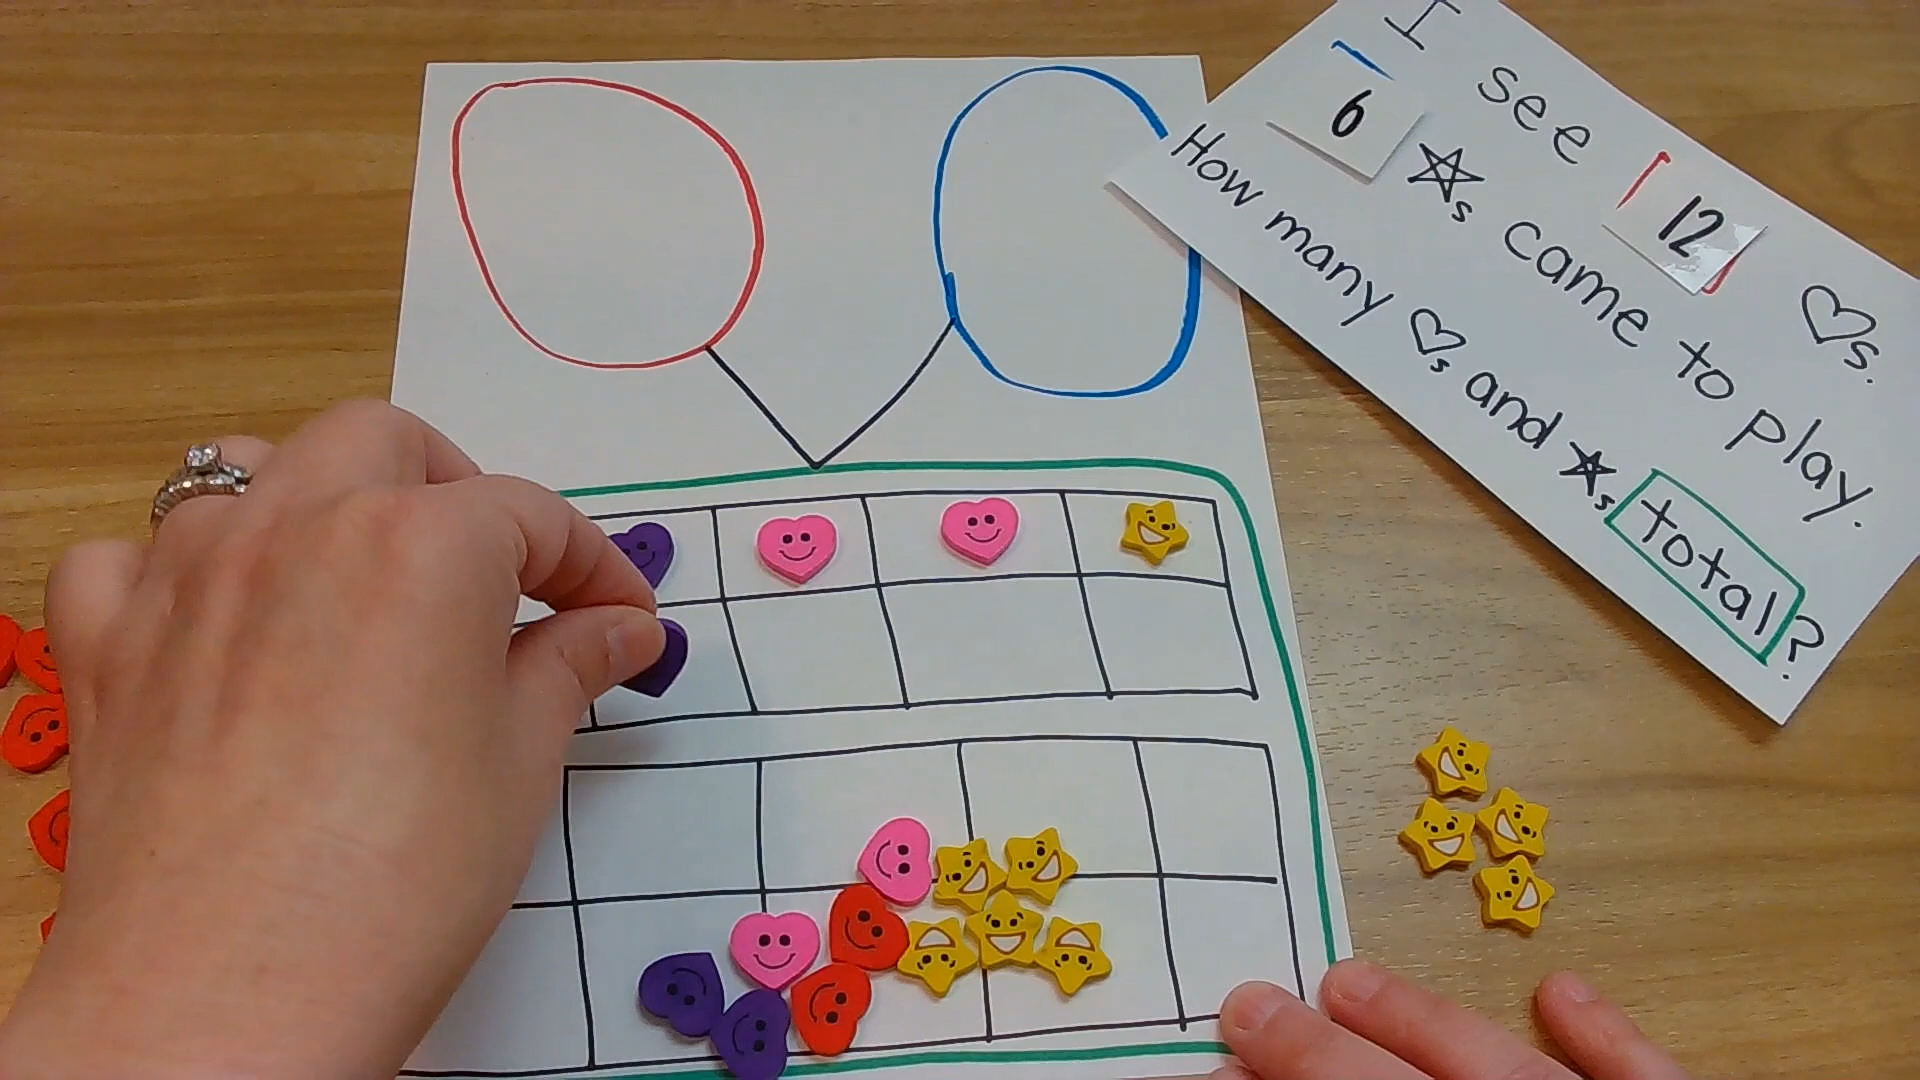 I see 12 ♡s.
6 ☆s came to play.
How many ♡s and ☆s total?